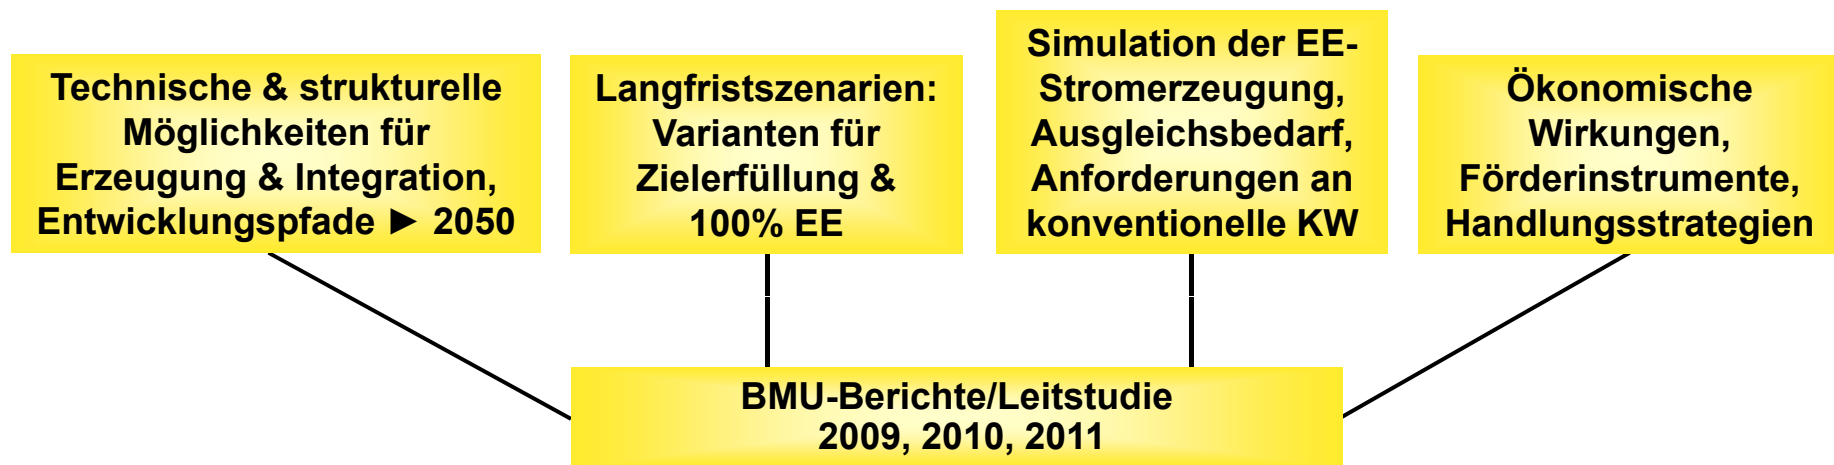 Technische & strukturelle
Möglichkeiten für
Erzeugung & Integration,
Entwicklungspfade ► 2050
Langfristszenarien:
Varianten für
Zielerfüllung &
100% EE
Simulation der EE-
Stromerzeugung,
Ausgleichsbedarf,
Anforderungen an
konventionelle KW
Ökonomische
Wirkungen,
Förderinstrumente,
Handlungsstrategien
BMU-Berichte/Leitstudie
2009, 2010, 2011